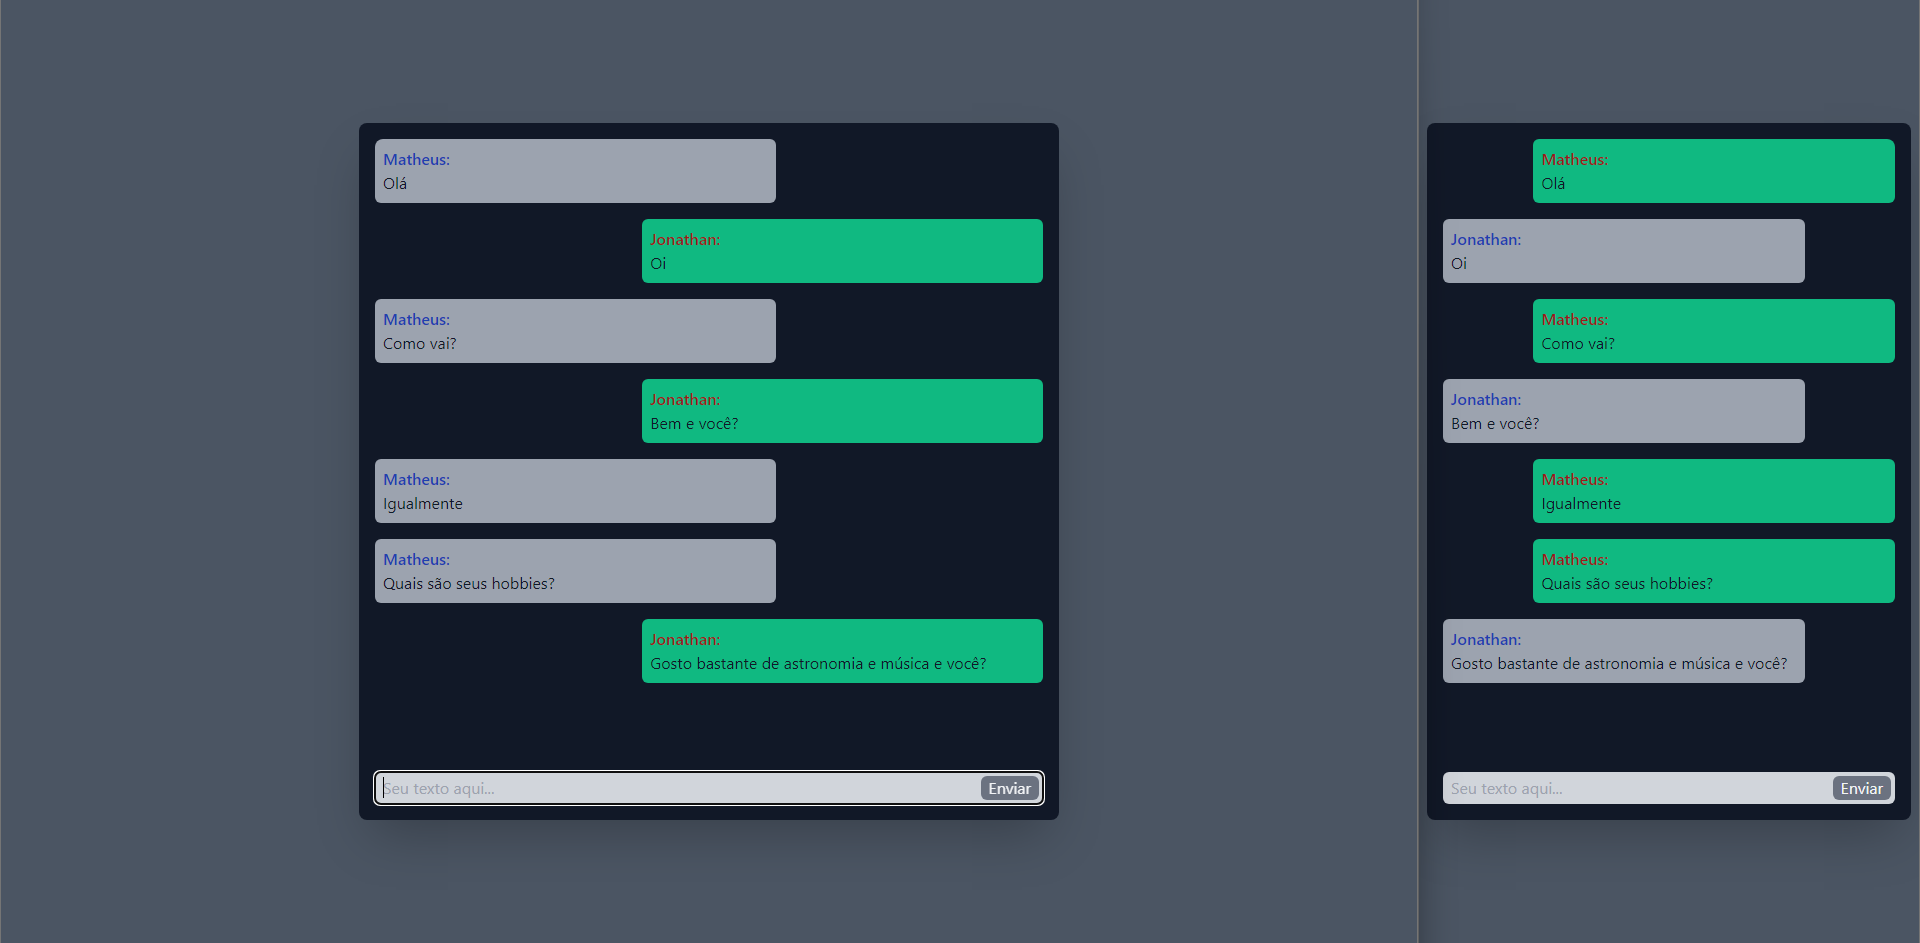 Matheus:
Olá
Jonathan:
Oi
Matheus:
Como vai?
Jonathan:
Bem e você?
Matheus:
Igualmente
Matheus:
Quais são seus hobbies?
Jonathan:
Gosto bastante de astronomia e música e você?
Seu texto aqui...
Enviar
Matheus:
Olá
Jonathan:
Oi
Matheus:
Como vai?
Jonathan:
Bem e você?
Matheus:
Igualmente
Matheus:
Quais são seus hobbies?
Jonathan:
Gosto bastante de astronomia e música e você?
Seu texto aqui...
Enviar